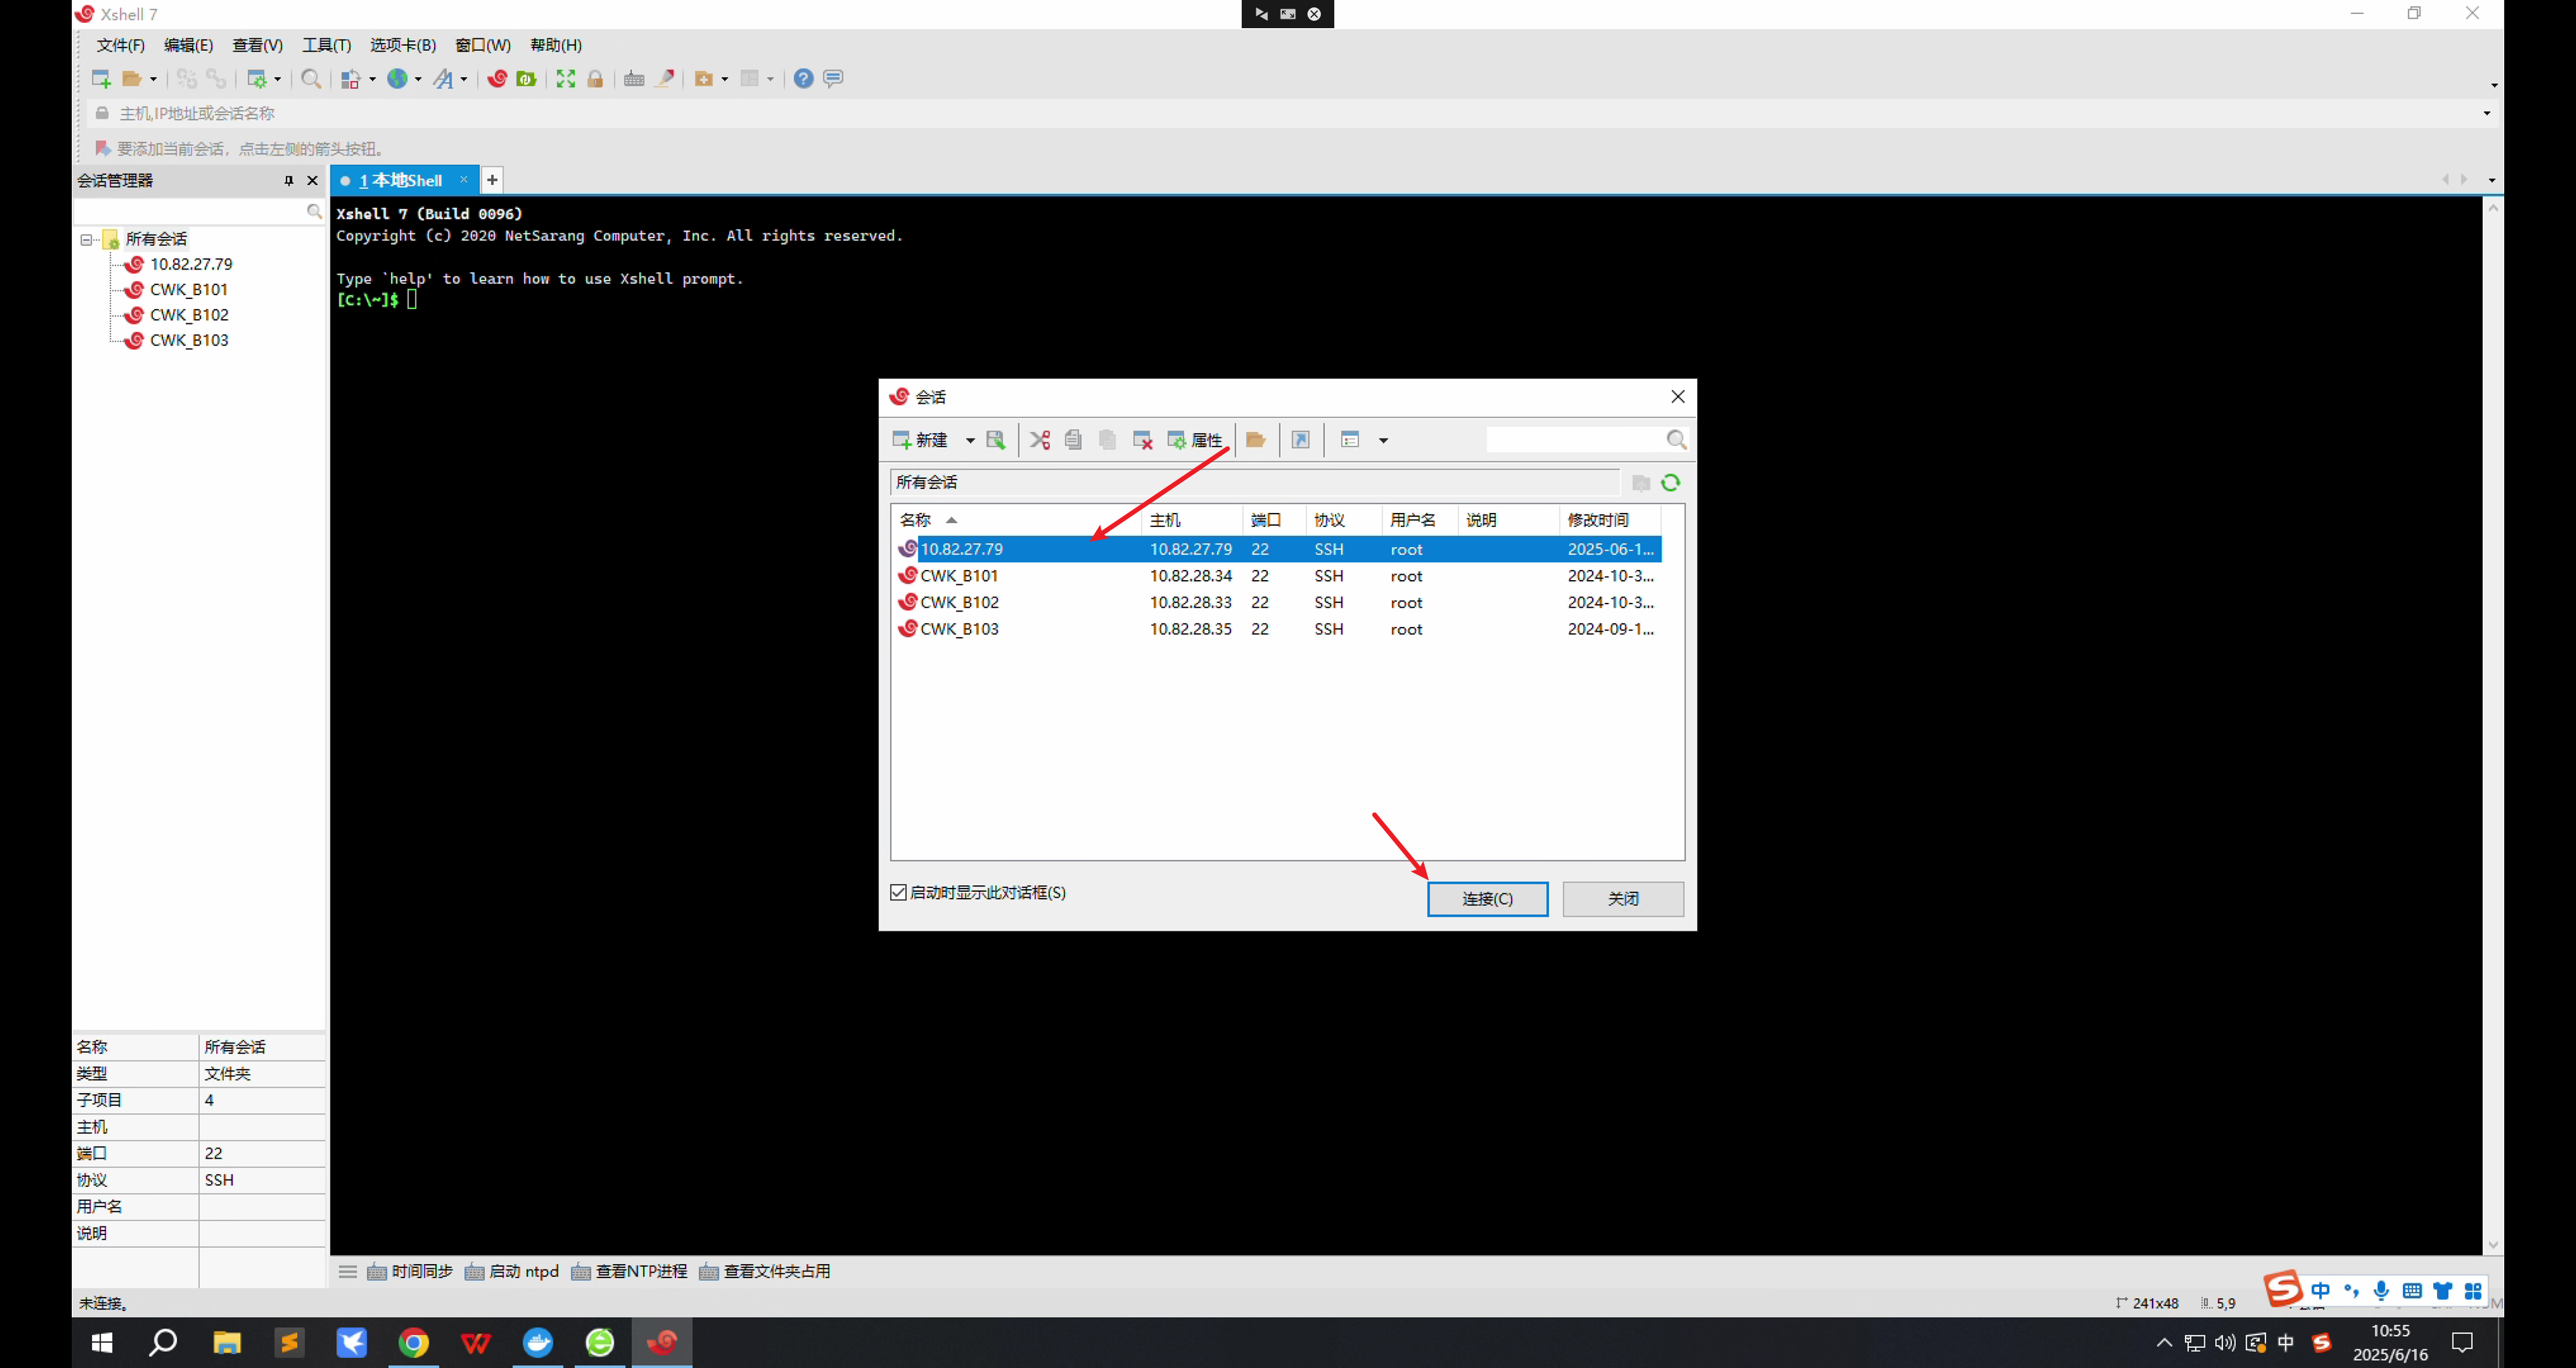 Xshell 7
文件(F) 编辑(E) 查看(V) 工具(T) 选项卡(B) 窗口(W) 帮助(H)
主机,IP地址或会话名称
要添加当前会话，点击左侧的箭头按钮。
会话管理器
1 本地Shell
所有会话
10.82.27.79
CWK_B101
CWK_B102
CWK_B103
Xshell 7 (Build 0096)
Copyright (c) 2020 NetSarang Computer, Inc. All rights reserved.
Type `help' to learn how to use Xshell prompt.
[C:\~]$
会话
新建 属性
所有会话
名称 主机 端口 协议 用户名 说明 修改时间
10.82.27.79 10.82.27.79 22 SSH root 2025-06-1...
CWK_B101 10.82.28.34 22 SSH root 2024-10-3...
CWK_B102 10.82.28.33 22 SSH root 2024-10-3...
CWK_B103 10.82.28.35 22 SSH root 2024-09-1...
启动时显示此对话框(S)
连接(C) 关闭
名称 所有会话
类型 文件夹
子项目 4
主机
端口 22
协议 SSH
用户名
说明
时间同步 启动 ntpd 查看NTP进程 查看文件夹占用
未连接。
241x48 5,9
中
中
10:55
2025/6/16